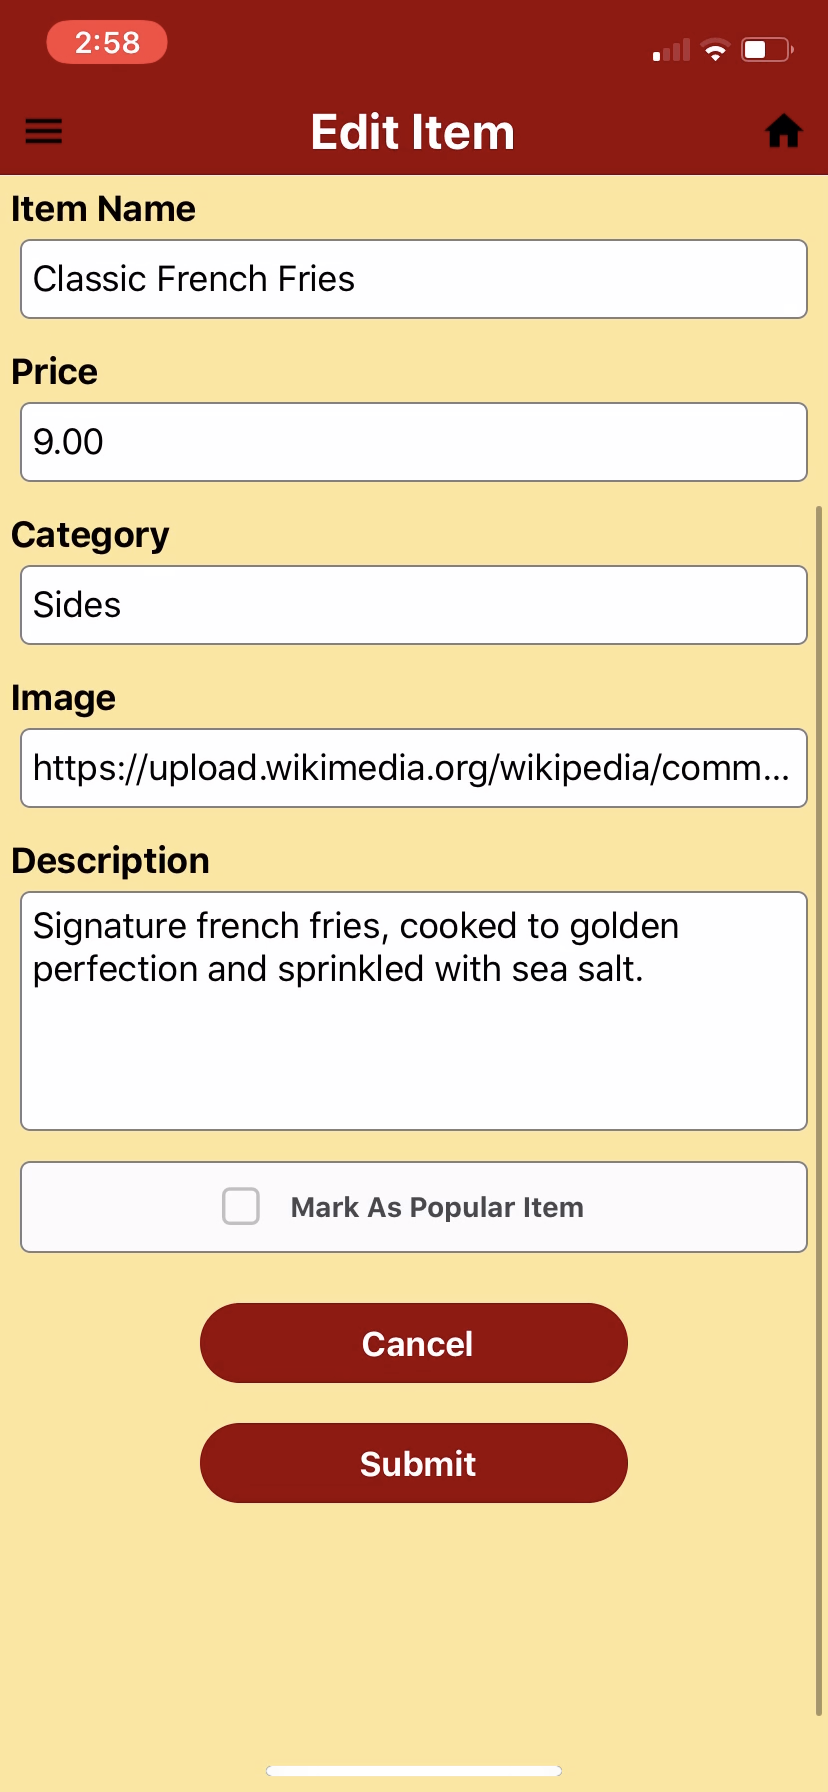 2:58
Edit Item
Item Name
Classic French Fries
Price
9.00
Category
Sides
Image
https://upload.wikimedia.org/wikipedia/comm...
Description
Signature french fries, cooked to golden
perfection and sprinkled with sea salt.
Mark As Popular Item
Cancel
Submit